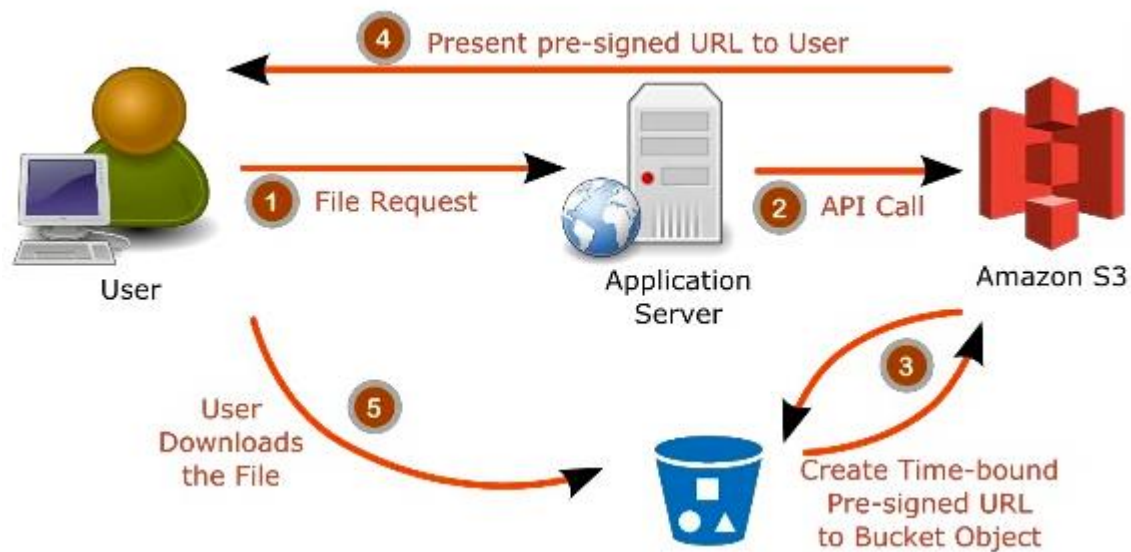 4 Present pre-signed URL to User
1 File Request
2 API Call
User
Application
Server
Amazon S3
3
5
User
Downloads
the File
Create Time-bound
Pre-signed URL
to Bucket Object